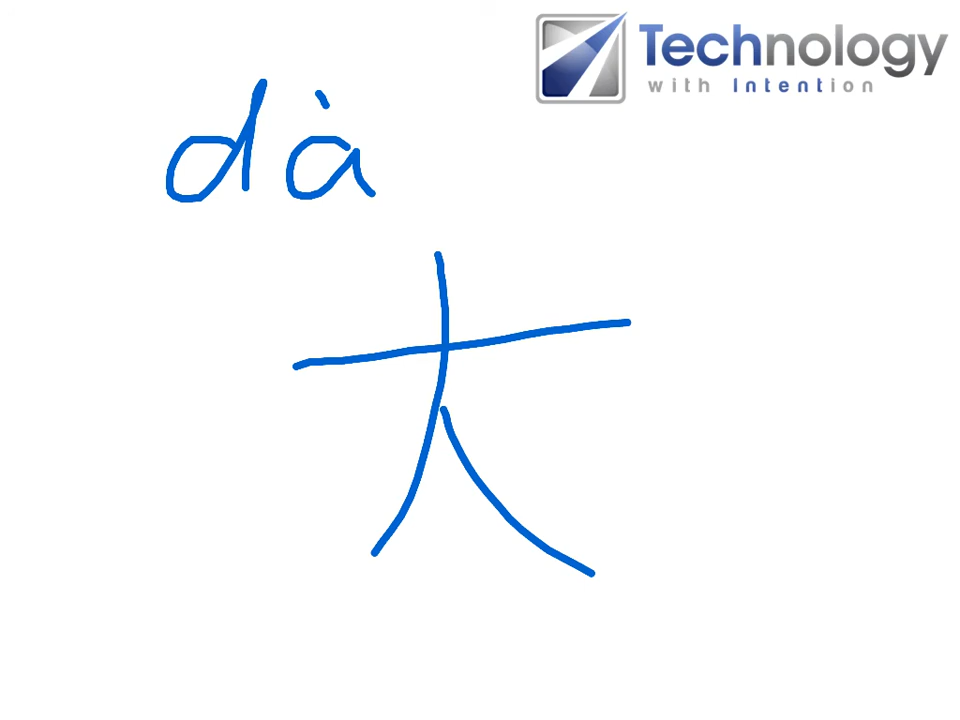 Technology
with Intention
dà
大